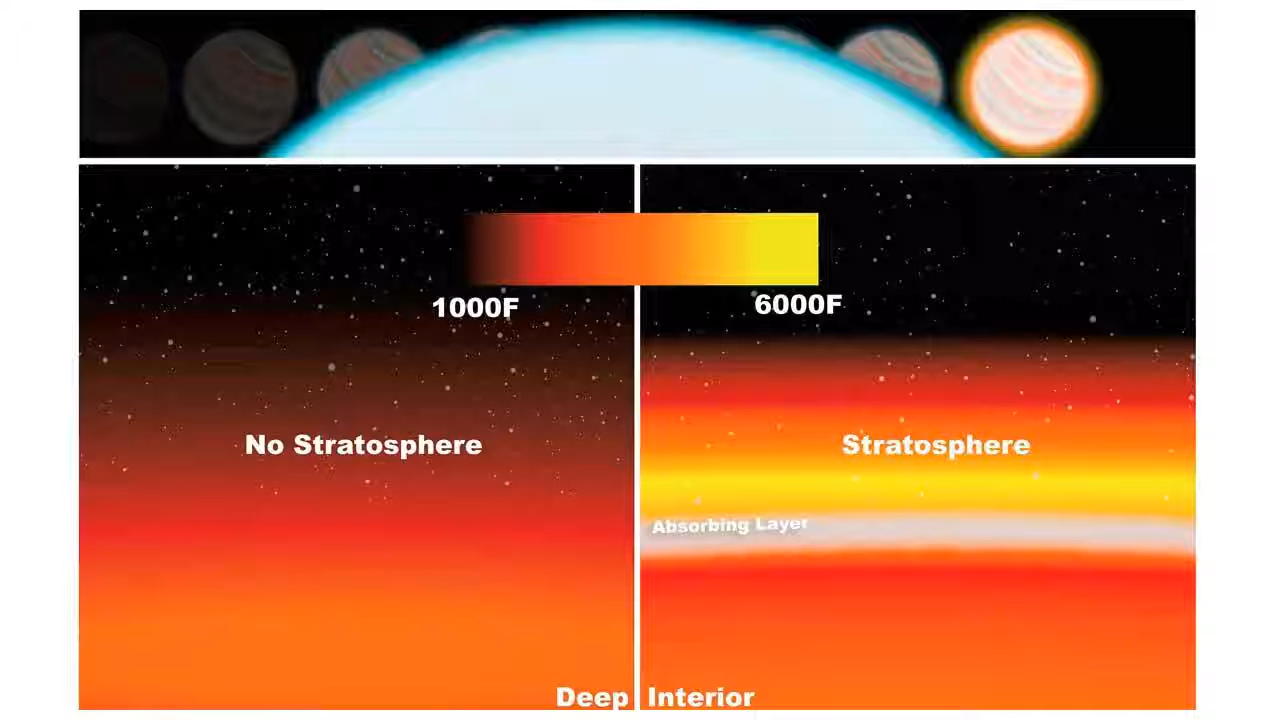 1000F
6000F
No Stratosphere
Stratosphere
Absorbing Layer
Deep Interior